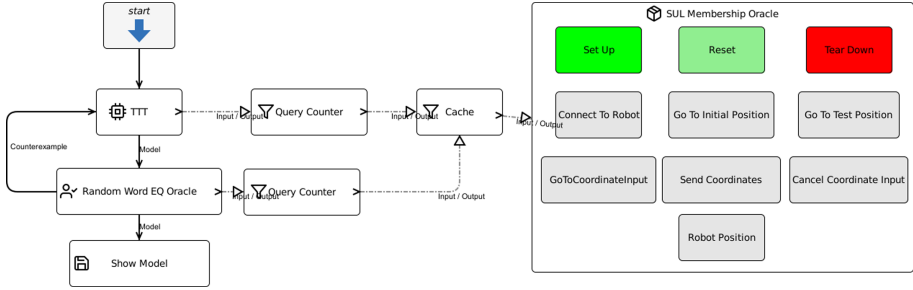 start
SUL Membership Oracle
Set Up
Reset
Tear Down
TTT
Input / Output
Query Counter
Input / Output
Cache
Input / Output
Connect To Robot
Go To Initial Position
Go To Test Position
Counterexample
Model
Random Word EQ Oracle
Input / Output
Query Counter
Input / Output
GoToCoordinateInput
Send Coordinates
Cancel Coordinate Input
Model
Robot Position
Show Model